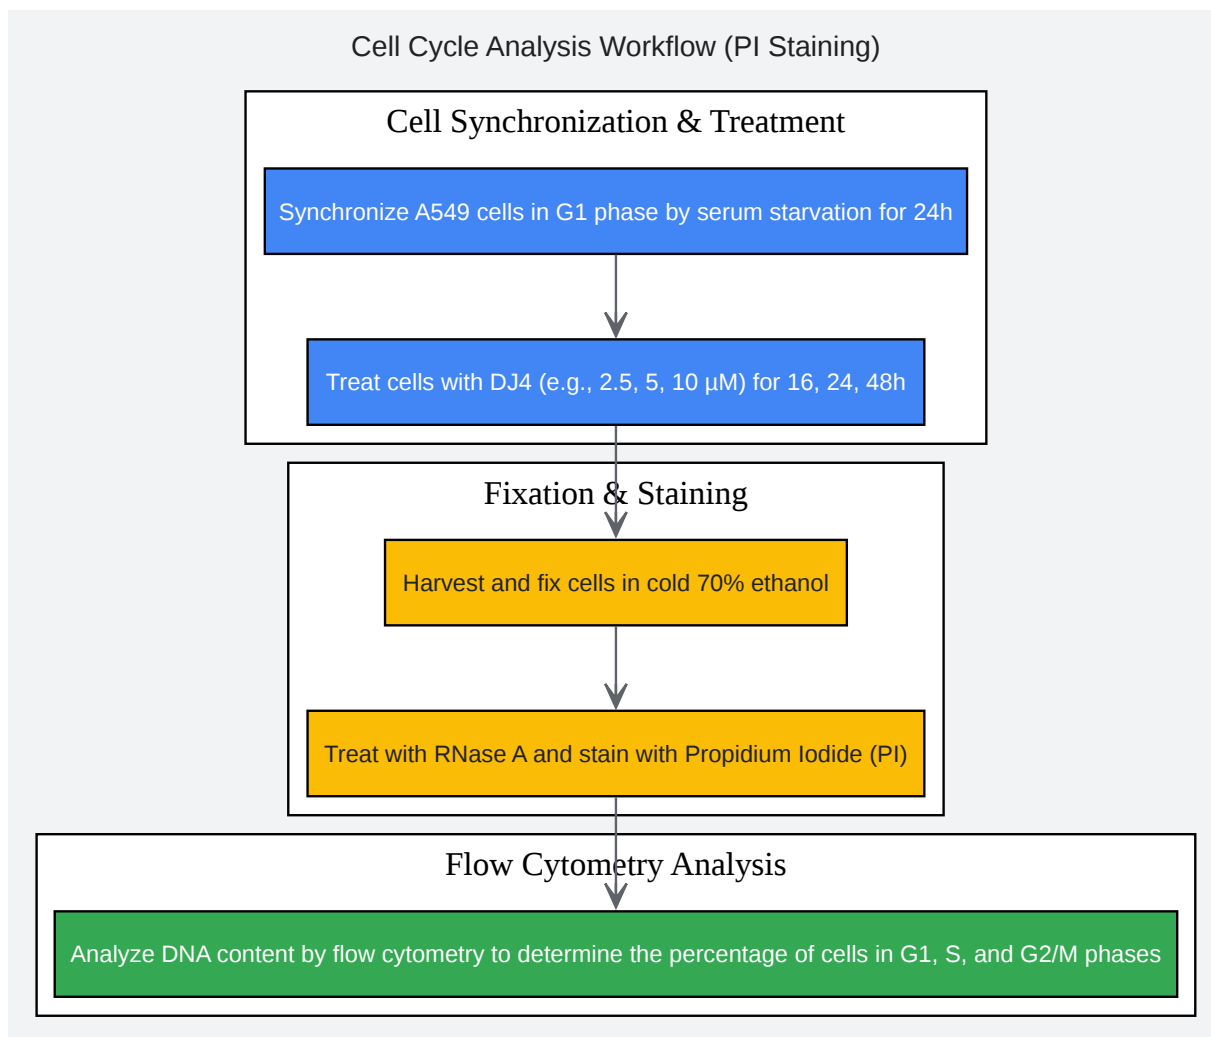 Cell Cycle Analysis Workflow (PI Staining)
Cell Synchronization & Treatment
Synchronize A549 cells in G1 phase by serum starvation for 24h
Treat cells with DJ4 (e.g., 2.5, 5, 10 µM) for 16, 24, 48h
Fixation & Staining
Harvest and fix cells in cold 70% ethanol
Treat with RNase A and stain with Propidium Iodide (PI)
Flow Cytometry Analysis
Analyze DNA content by flow cytometry to determine the percentage of cells in G1, S, and G2/M phases